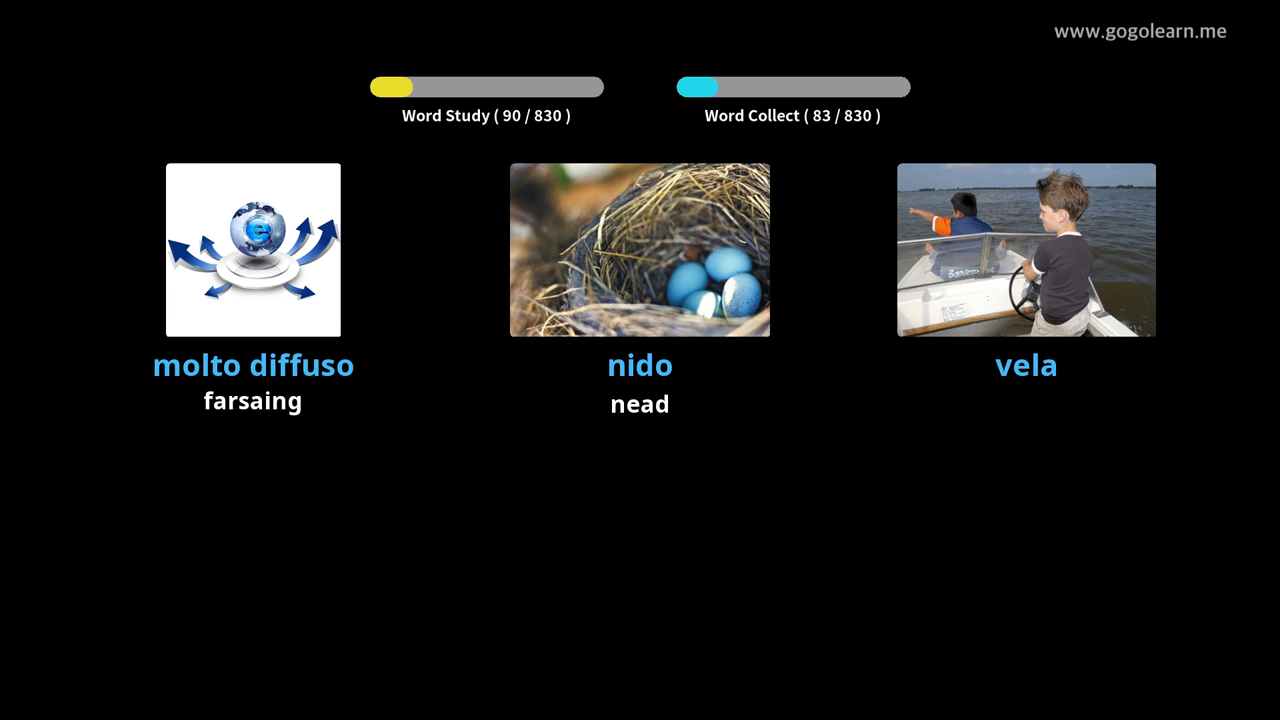 www.gogolearn.me
Word Study ( 90 / 830 )
Word Collect ( 83 / 830 )
molto diffuso
farsaing
nido
nead
vela